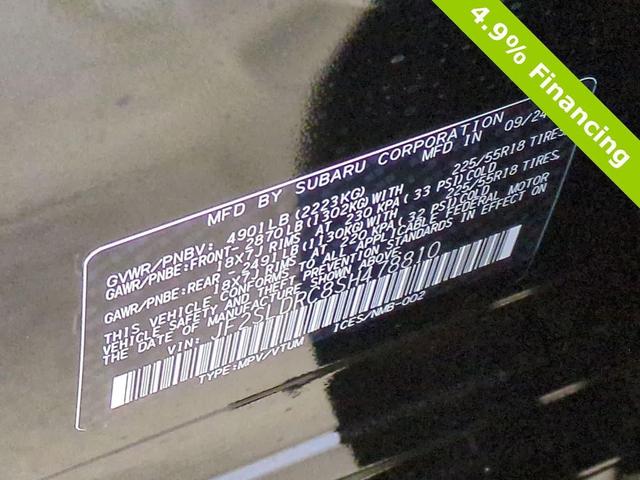 4.9% Financing
MFD BY SUBARU CORPORATION
MFD IN 09/24
GVWR/PNBV: 4901LB(2223KG)
GAWR/PNBE:FRONT-2870LB(1302KG)WITH 225/55R18 TIRES
18X7J RIMS AT 230 KPA(33 PSI)COLD
GAWR/PNBE:REAR -2491LB(1130KG)WITH 225/55R18 TIRES
18X7J RIMS AT 220 KPA(32 PSI)COLD
THIS VEHICLE CONFORMS TO ALL APPLICABLE FEDERAL MOTOR
VEHICLE SAFETY AND THEFT PREVENTION STANDARDS IN EFFECT ON
THE DATE OF MANUFACTURE SHOWN ABOVE.
VIN: JF2SLDRC8SH478810
TYPE:MPV/VTUM ICES/NMB-002